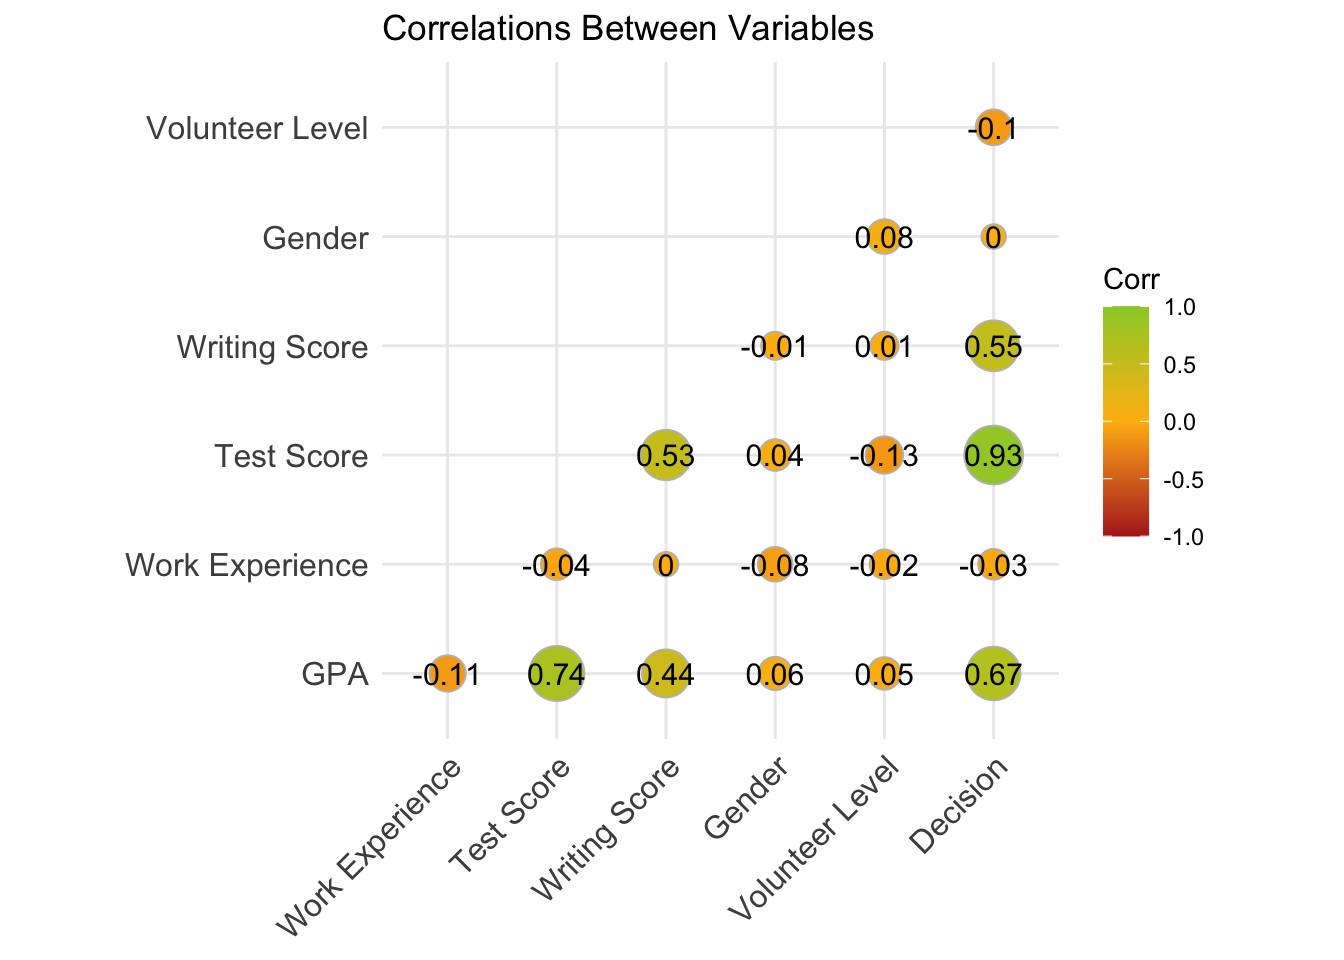 Correlations Between Variables
Volunteer Level
-0.1
Gender
0.08
0
Writing Score
-0.01
0.01
0.55
Test Score
0.53
0.04
-0.13
0.93
Work Experience
-0.04
0
-0.08
-0.02
-0.03
GPA
-0.11
0.74
0.44
0.06
0.05
0.67
Work Experience
Test Score
Writing Score
Gender
Volunteer Level
Decision
Corr
1.0
0.5
0.0
-0.5
-1.0